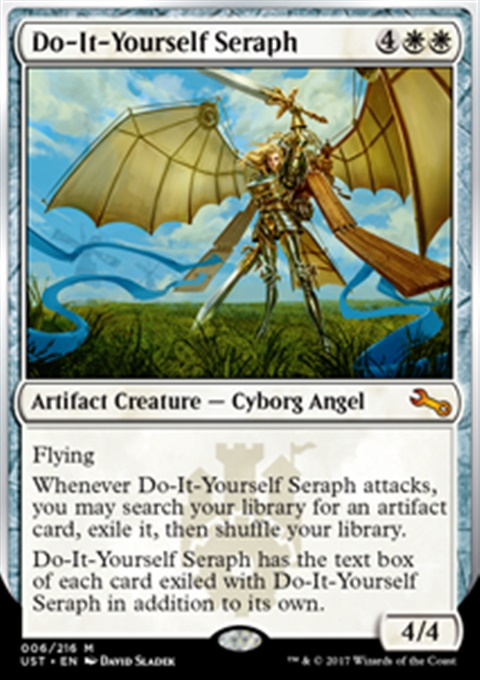 Do-It-Yourself Seraph 4
Artifact Creature — Cyborg Angel
Flying
Whenever Do-It-Yourself Seraph attacks,
you may search your library for an artifact
card, exile it, then shuffle your library.
Do-It-Yourself Seraph has the text box
of each card exiled with Do-It-Yourself
Seraph in addition to its own.
4/4
006/216 M
UST • EN David Sladek
™ & © 2017 Wizards of the Coast